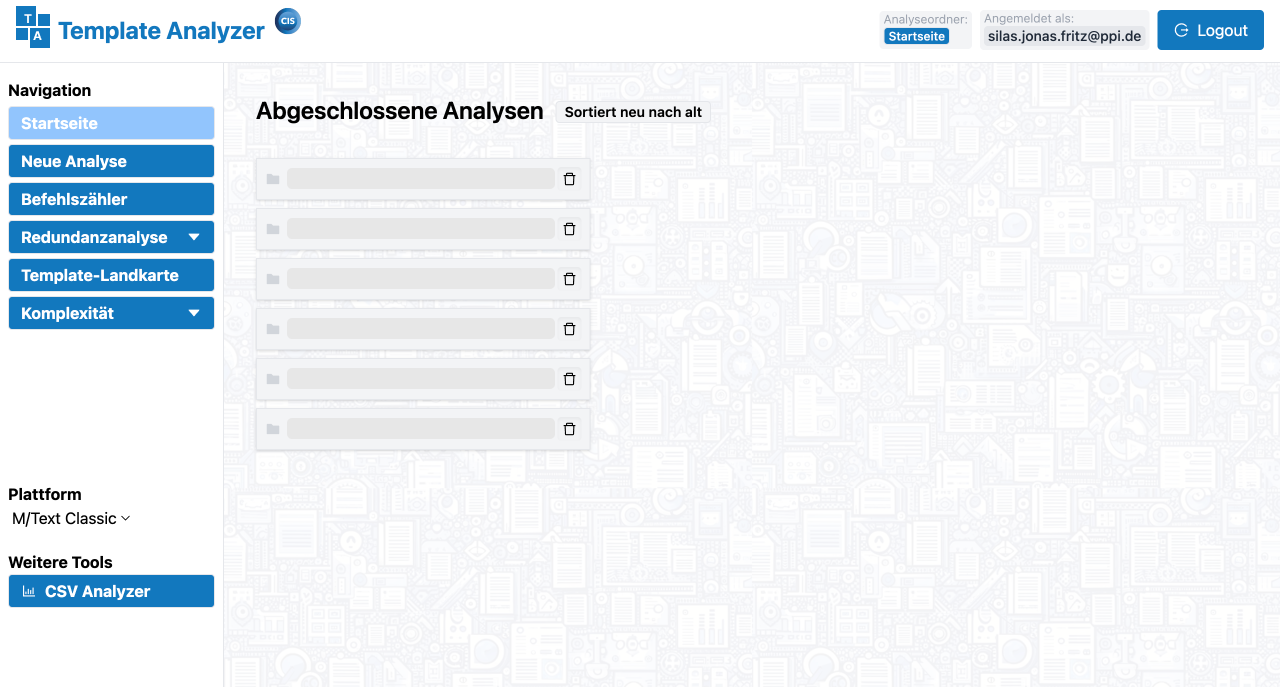 T
A
Template Analyzer
CIS
Analyseordner:
Startseite
Angemeldet als:
silas.jonas.fritz@ppi.de
Logout
Navigation
Startseite
Neue Analyse
Befehlszähler
Redundanzanalyse
Template-Landkarte
Komplexität
Plattform
M/Text Classic
Weitere Tools
CSV Analyzer
Abgeschlossene Analysen
Sortiert neu nach alt